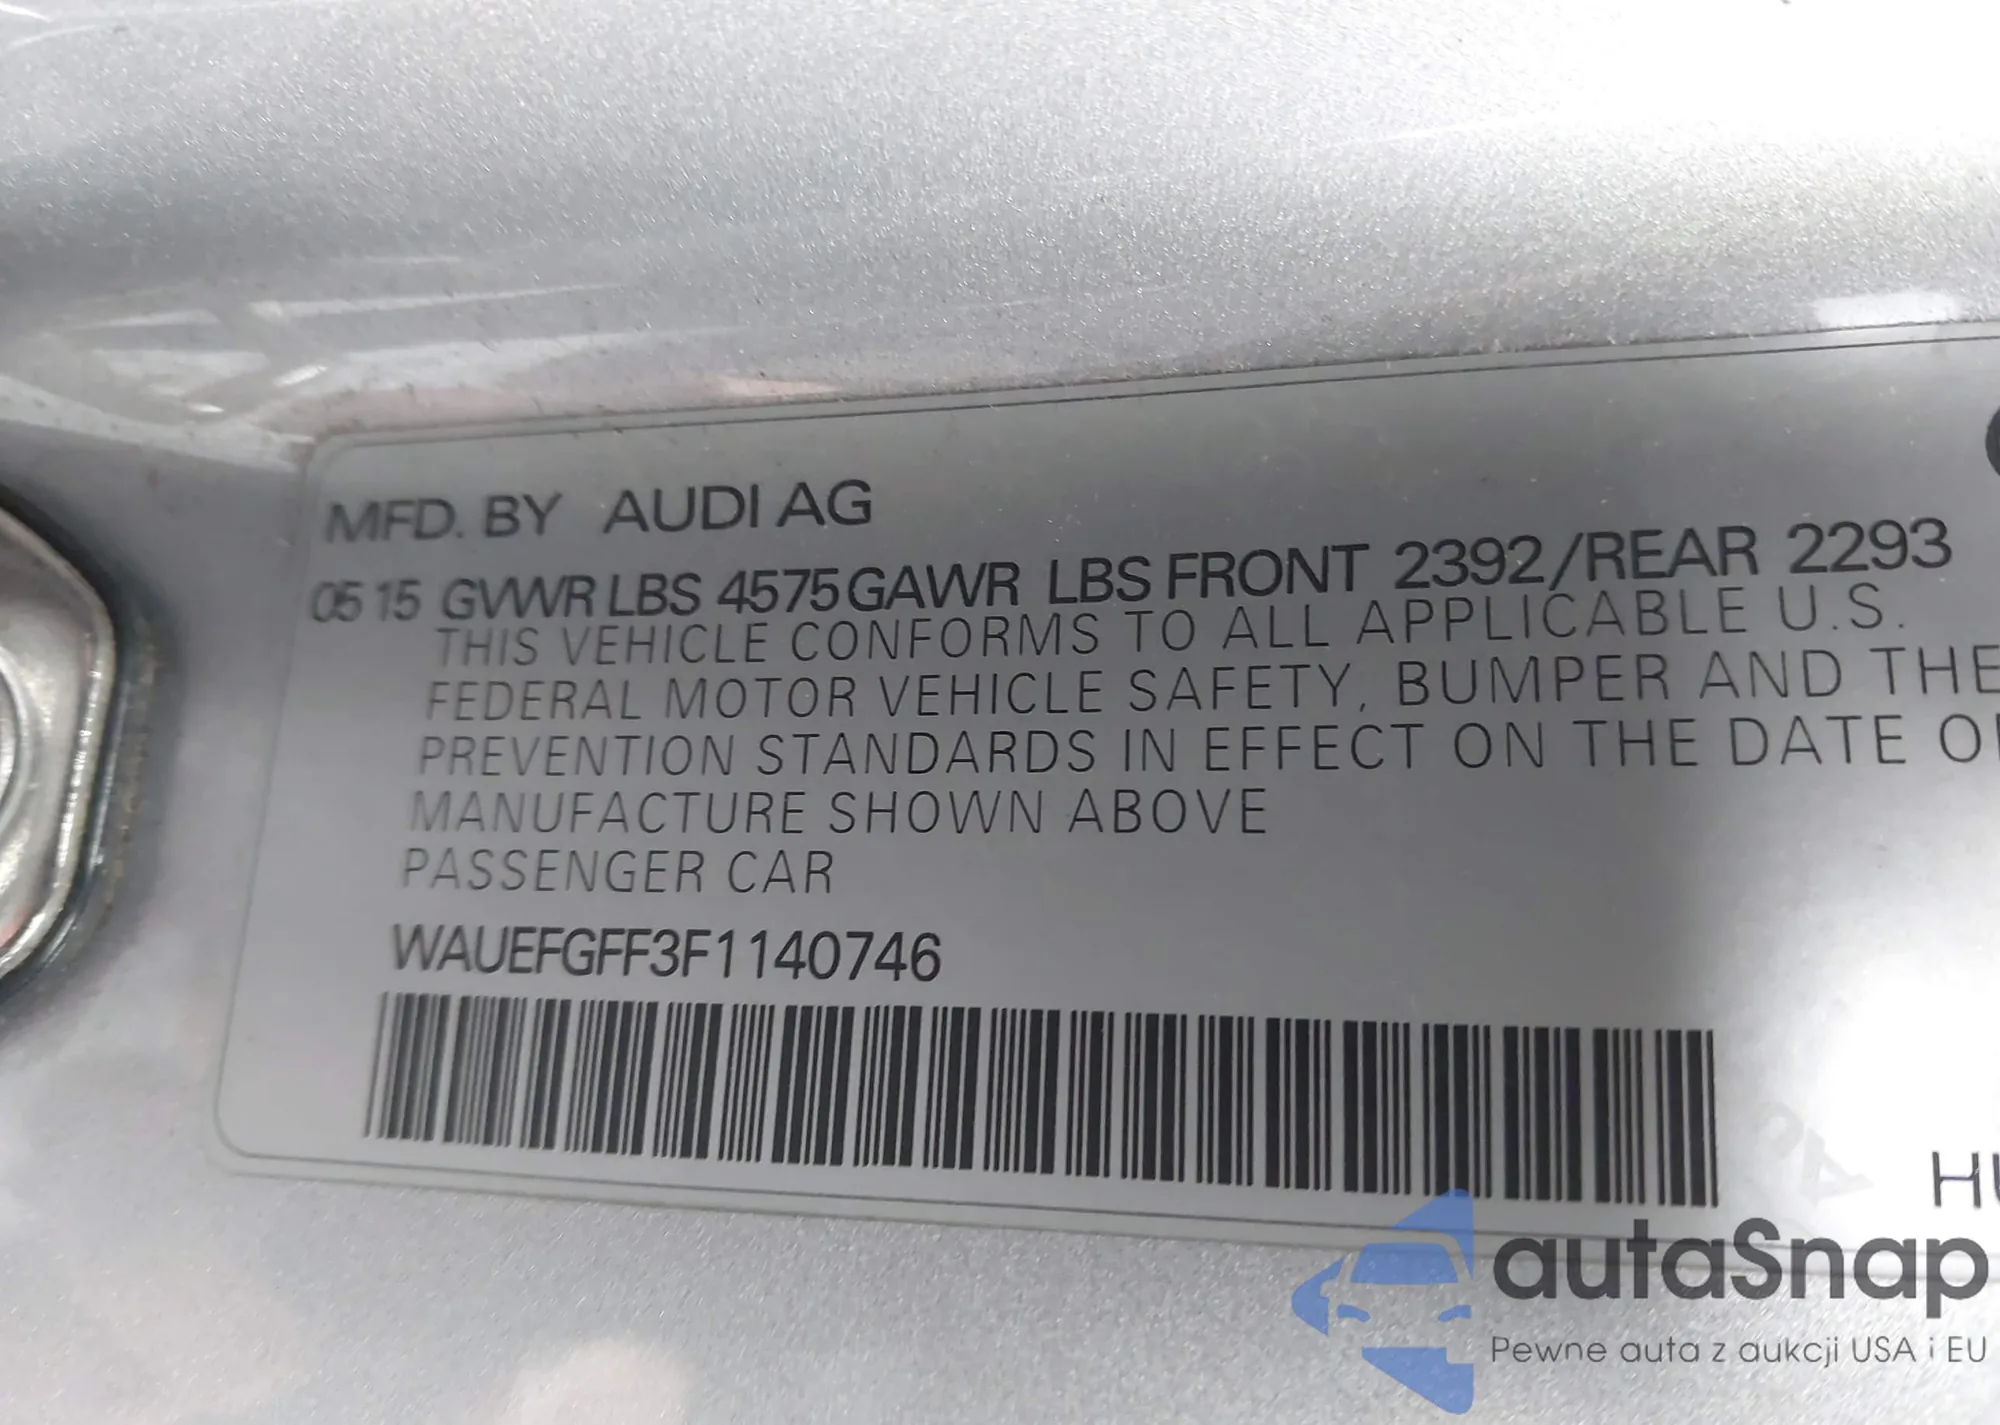 MFD. BY AUDI AG
05 15 GVWR LBS 4575 GAWR LBS FRONT 2392/REAR 2293
THIS VEHICLE CONFORMS TO ALL APPLICABLE U.S.
FEDERAL MOTOR VEHICLE SAFETY, BUMPER AND THE
PREVENTION STANDARDS IN EFFECT ON THE DATE O
MANUFACTURE SHOWN ABOVE
PASSENGER CAR
WAUEFGFF3F1140746
autaSnap
Pewne auta z aukcji USA i EU